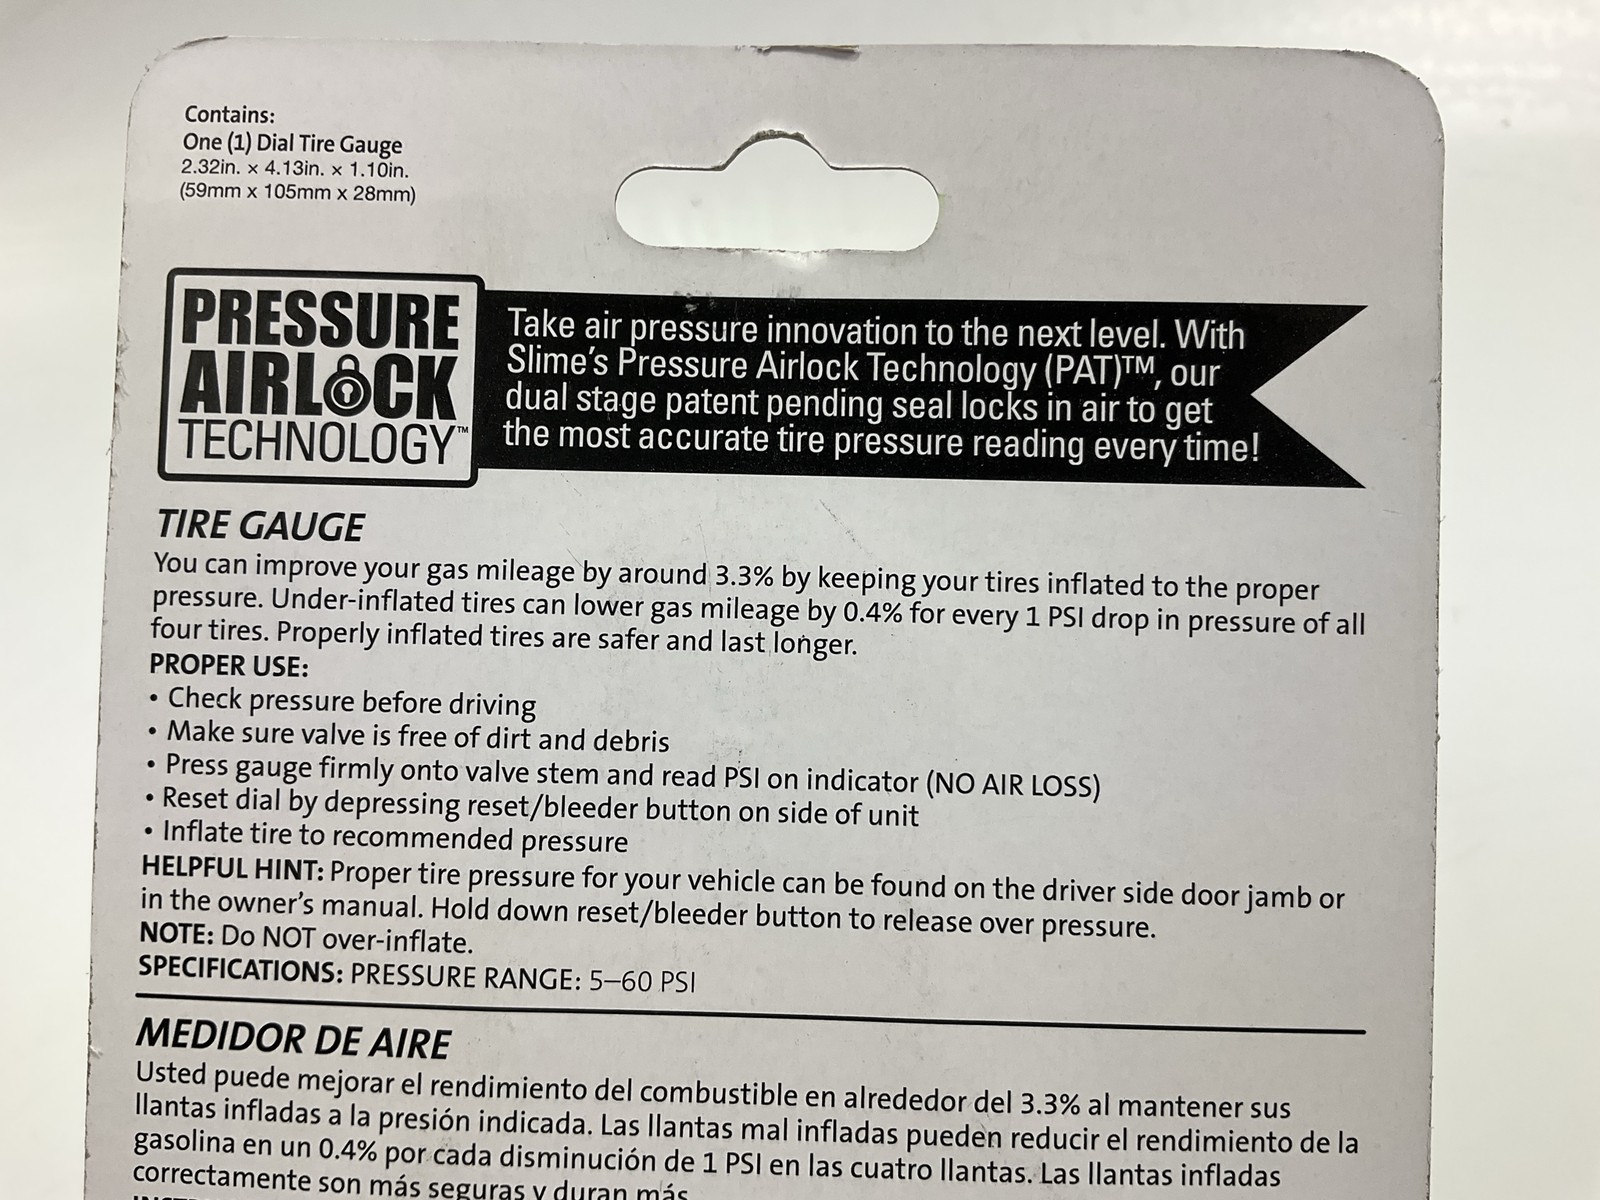 Contains:
One (1) Dial Tire Gauge
2.32in. × 4.13in. × 1.10in.
(59mm x 105mm x 28mm)
PRESSURE
AIRLOCK
TECHNOLOGY™
Take air pressure innovation to the next level. With
Slime's Pressure Airlock Technology (PAT)™, our
dual stage patent pending seal locks in air to get
the most accurate tire pressure reading every time!
TIRE GAUGE
You can improve your gas mileage by around 3.3% by keeping your tires inflated to the proper
pressure. Under-inflated tires can lower gas mileage by 0.4% for every 1 PSI drop in pressure of all
four tires. Properly inflated tires are safer and last longer.
PROPER USE:
• Check pressure before driving
• Make sure valve is free of dirt and debris
• Press gauge firmly onto valve stem and read PSI on indicator (NO AIR LOSS)
• Reset dial by depressing reset/bleeder button on side of unit
• Inflate tire to recommended pressure
HELPFUL HINT: Proper tire pressure for your vehicle can be found on the driver side door jamb or
in the owner's manual. Hold down reset/bleeder button to release over pressure.
NOTE: Do NOT over-inflate.
SPECIFICATIONS: PRESSURE RANGE: 5–60 PSI
MEDIDOR DE AIRE
Usted puede mejorar el rendimiento del combustible en alrededor del 3.3% al mantener sus
llantas infladas a la presión indicada. Las llantas mal infladas pueden reducir el rendimiento de la
gasolina en un 0.4% por cada disminución de 1 PSI en las cuatro llantas. Las llantas infladas
correctamente son más seguras y duran más.